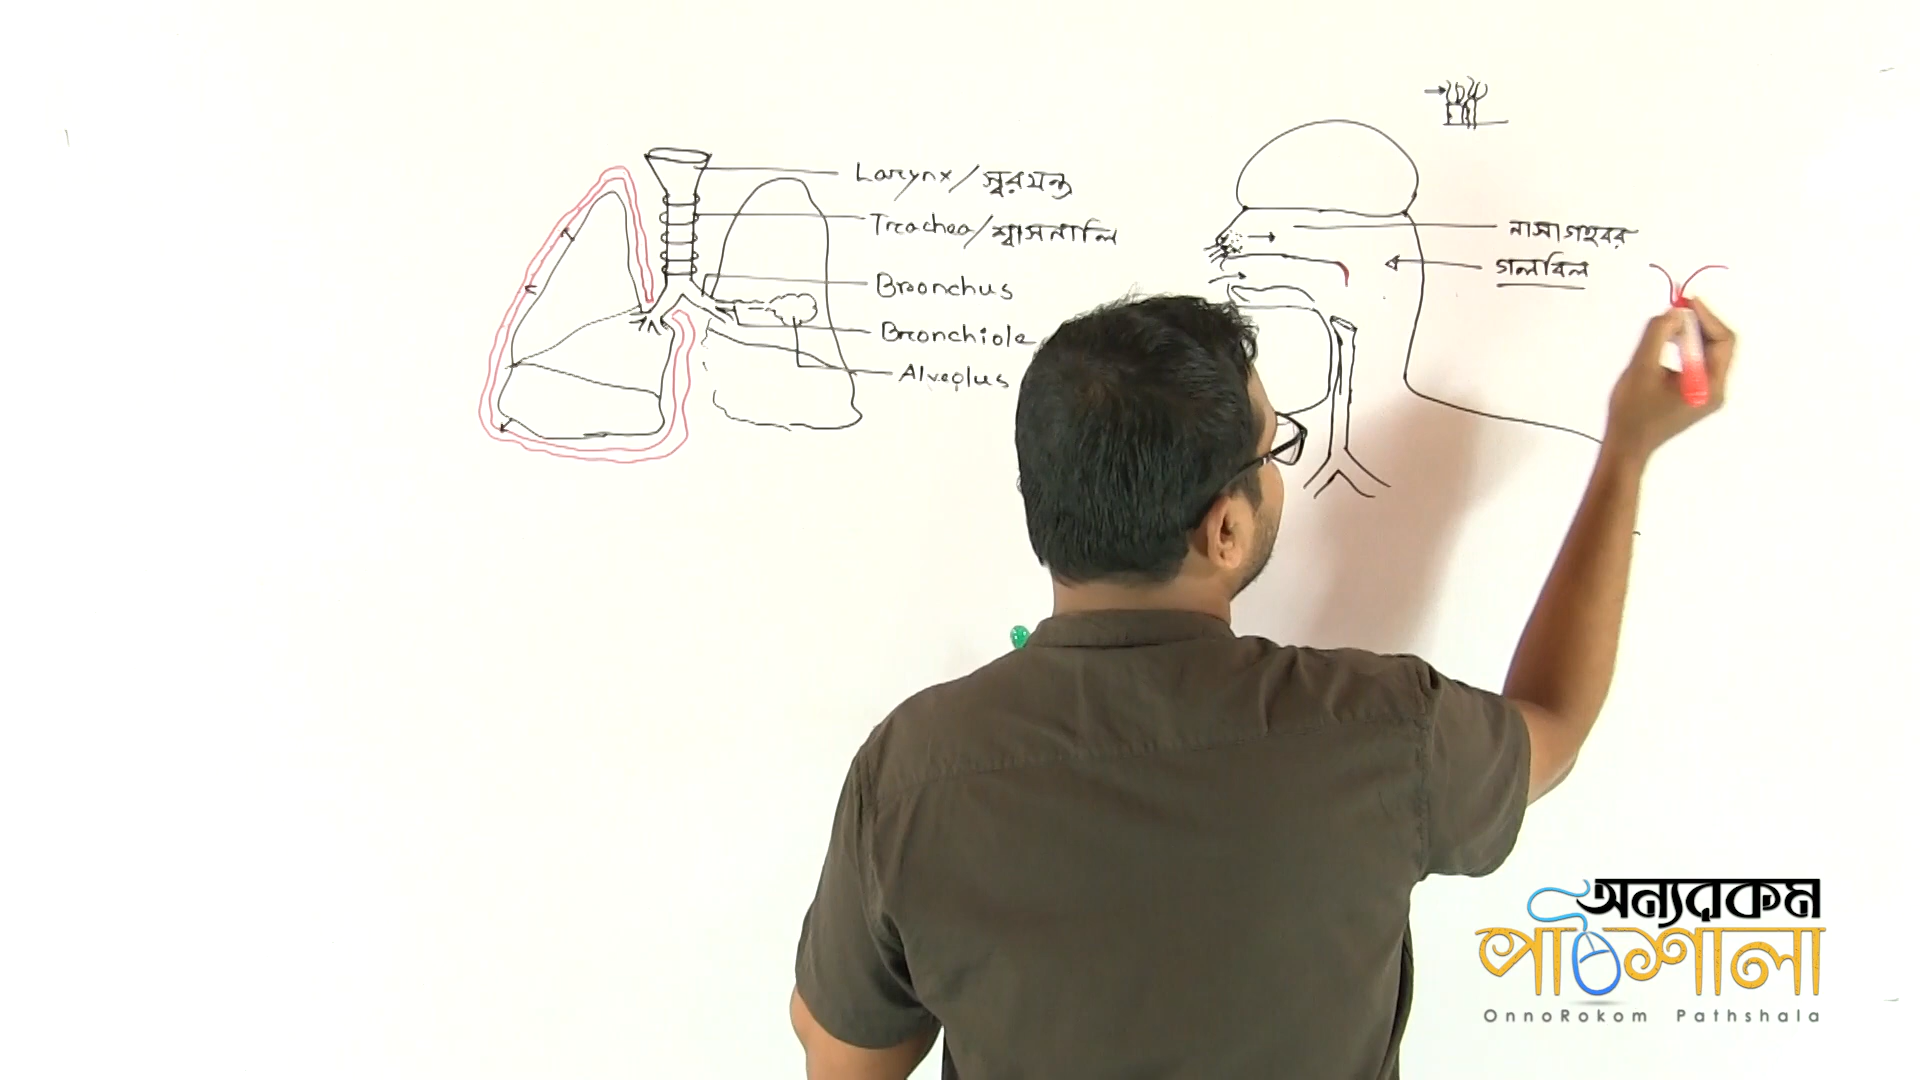 Larynx/স্বরযন্ত্র
Trachea/শ্বাসনালি
Bronchus
Bronchiole
Alveolus
নাসাগহ্বর
গলবিল
অন্যরকম
পাঠশালা
OnnoRokom Pathshala